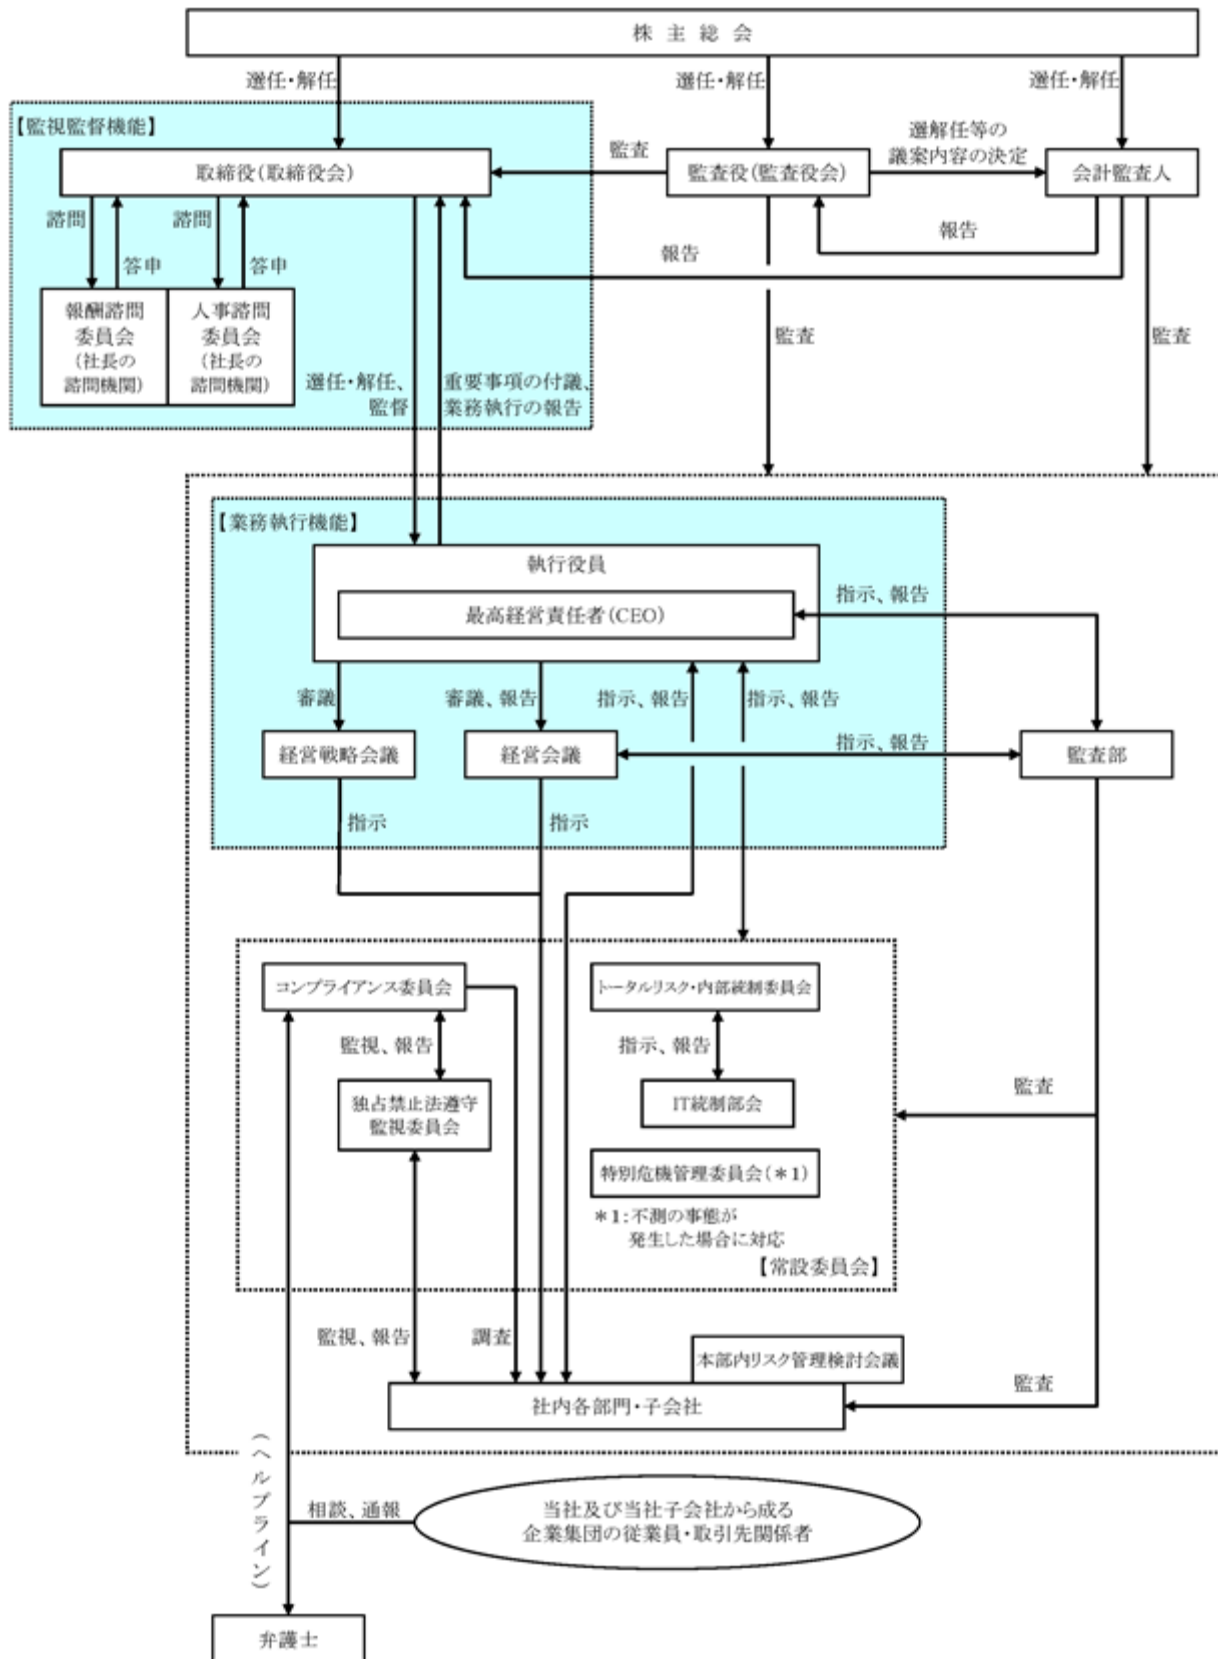 株主総会
選任・解任
選任・解任
選任・解任
【監視監督機能】
取締役(取締役会)
監査
監査役(監査役会)
選解任等の
議案内容の決定
会計監査人
諮問
答申
諮問
答申
報告
報告
報酬諮問
委員会
(社長の
諮問機関)
人事諮問
委員会
(社長の
諮問機関)
監査
監査
選任・解任、
監督
重要事項の付議、
業務執行の報告
【業務執行機能】
執行役員
最高経営責任者(CEO)
指示、報告
審議
審議、報告
指示、報告
指示、報告
経営戦略会議
経営会議
指示、報告
監査部
指示
指示
コンプライアンス委員会
トータルリスク・内部統制委員会
監視、報告
指示、報告
独占禁止法遵守
監視委員会
IT統制部会
監査
特別危機管理委員会(*1)
*1:不測の事態が
発生した場合に対応
【常設委員会】
監視、報告
調査
本部内リスク管理検討会議
監査
社内各部門・子会社
(ヘルプライン)
相談、通報
当社及び当社子会社から成る
企業集団の従業員・取引先関係者
弁護士